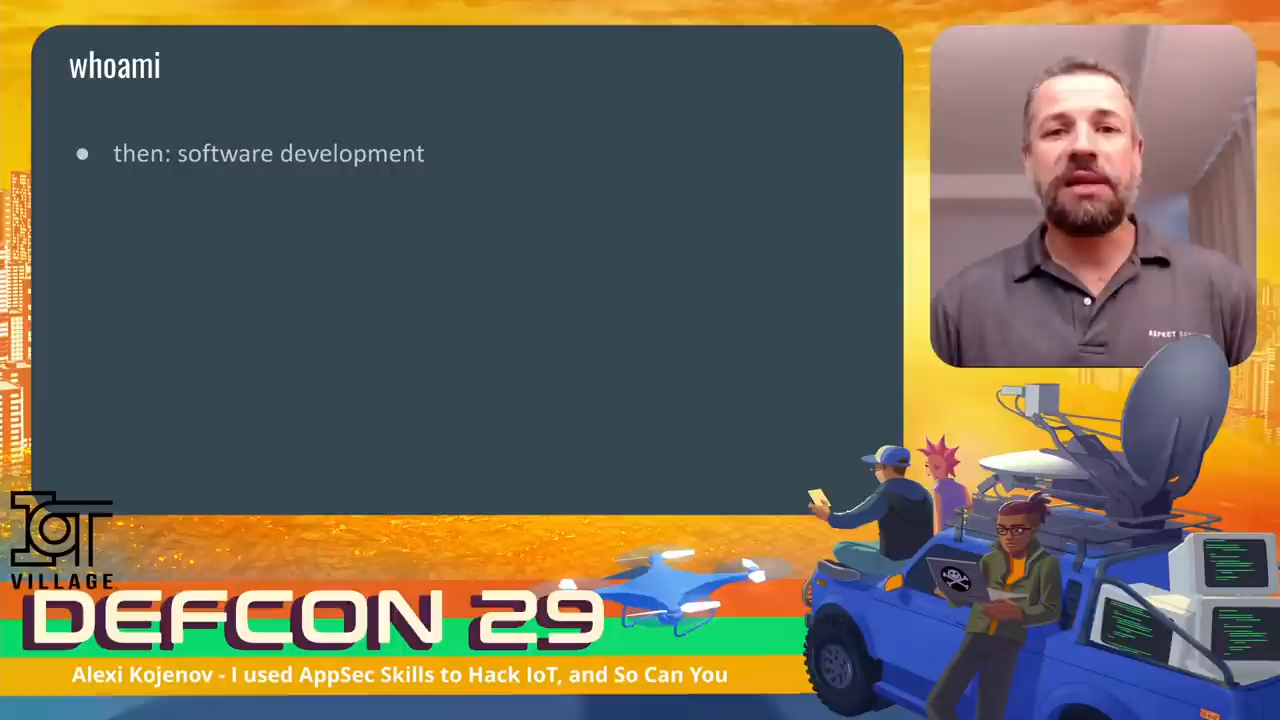 whoami
● then: software development
IoT
VILLAGE
DEFCON 29
Alexi Kojenov - I used AppSec Skills to Hack IoT, and So Can You